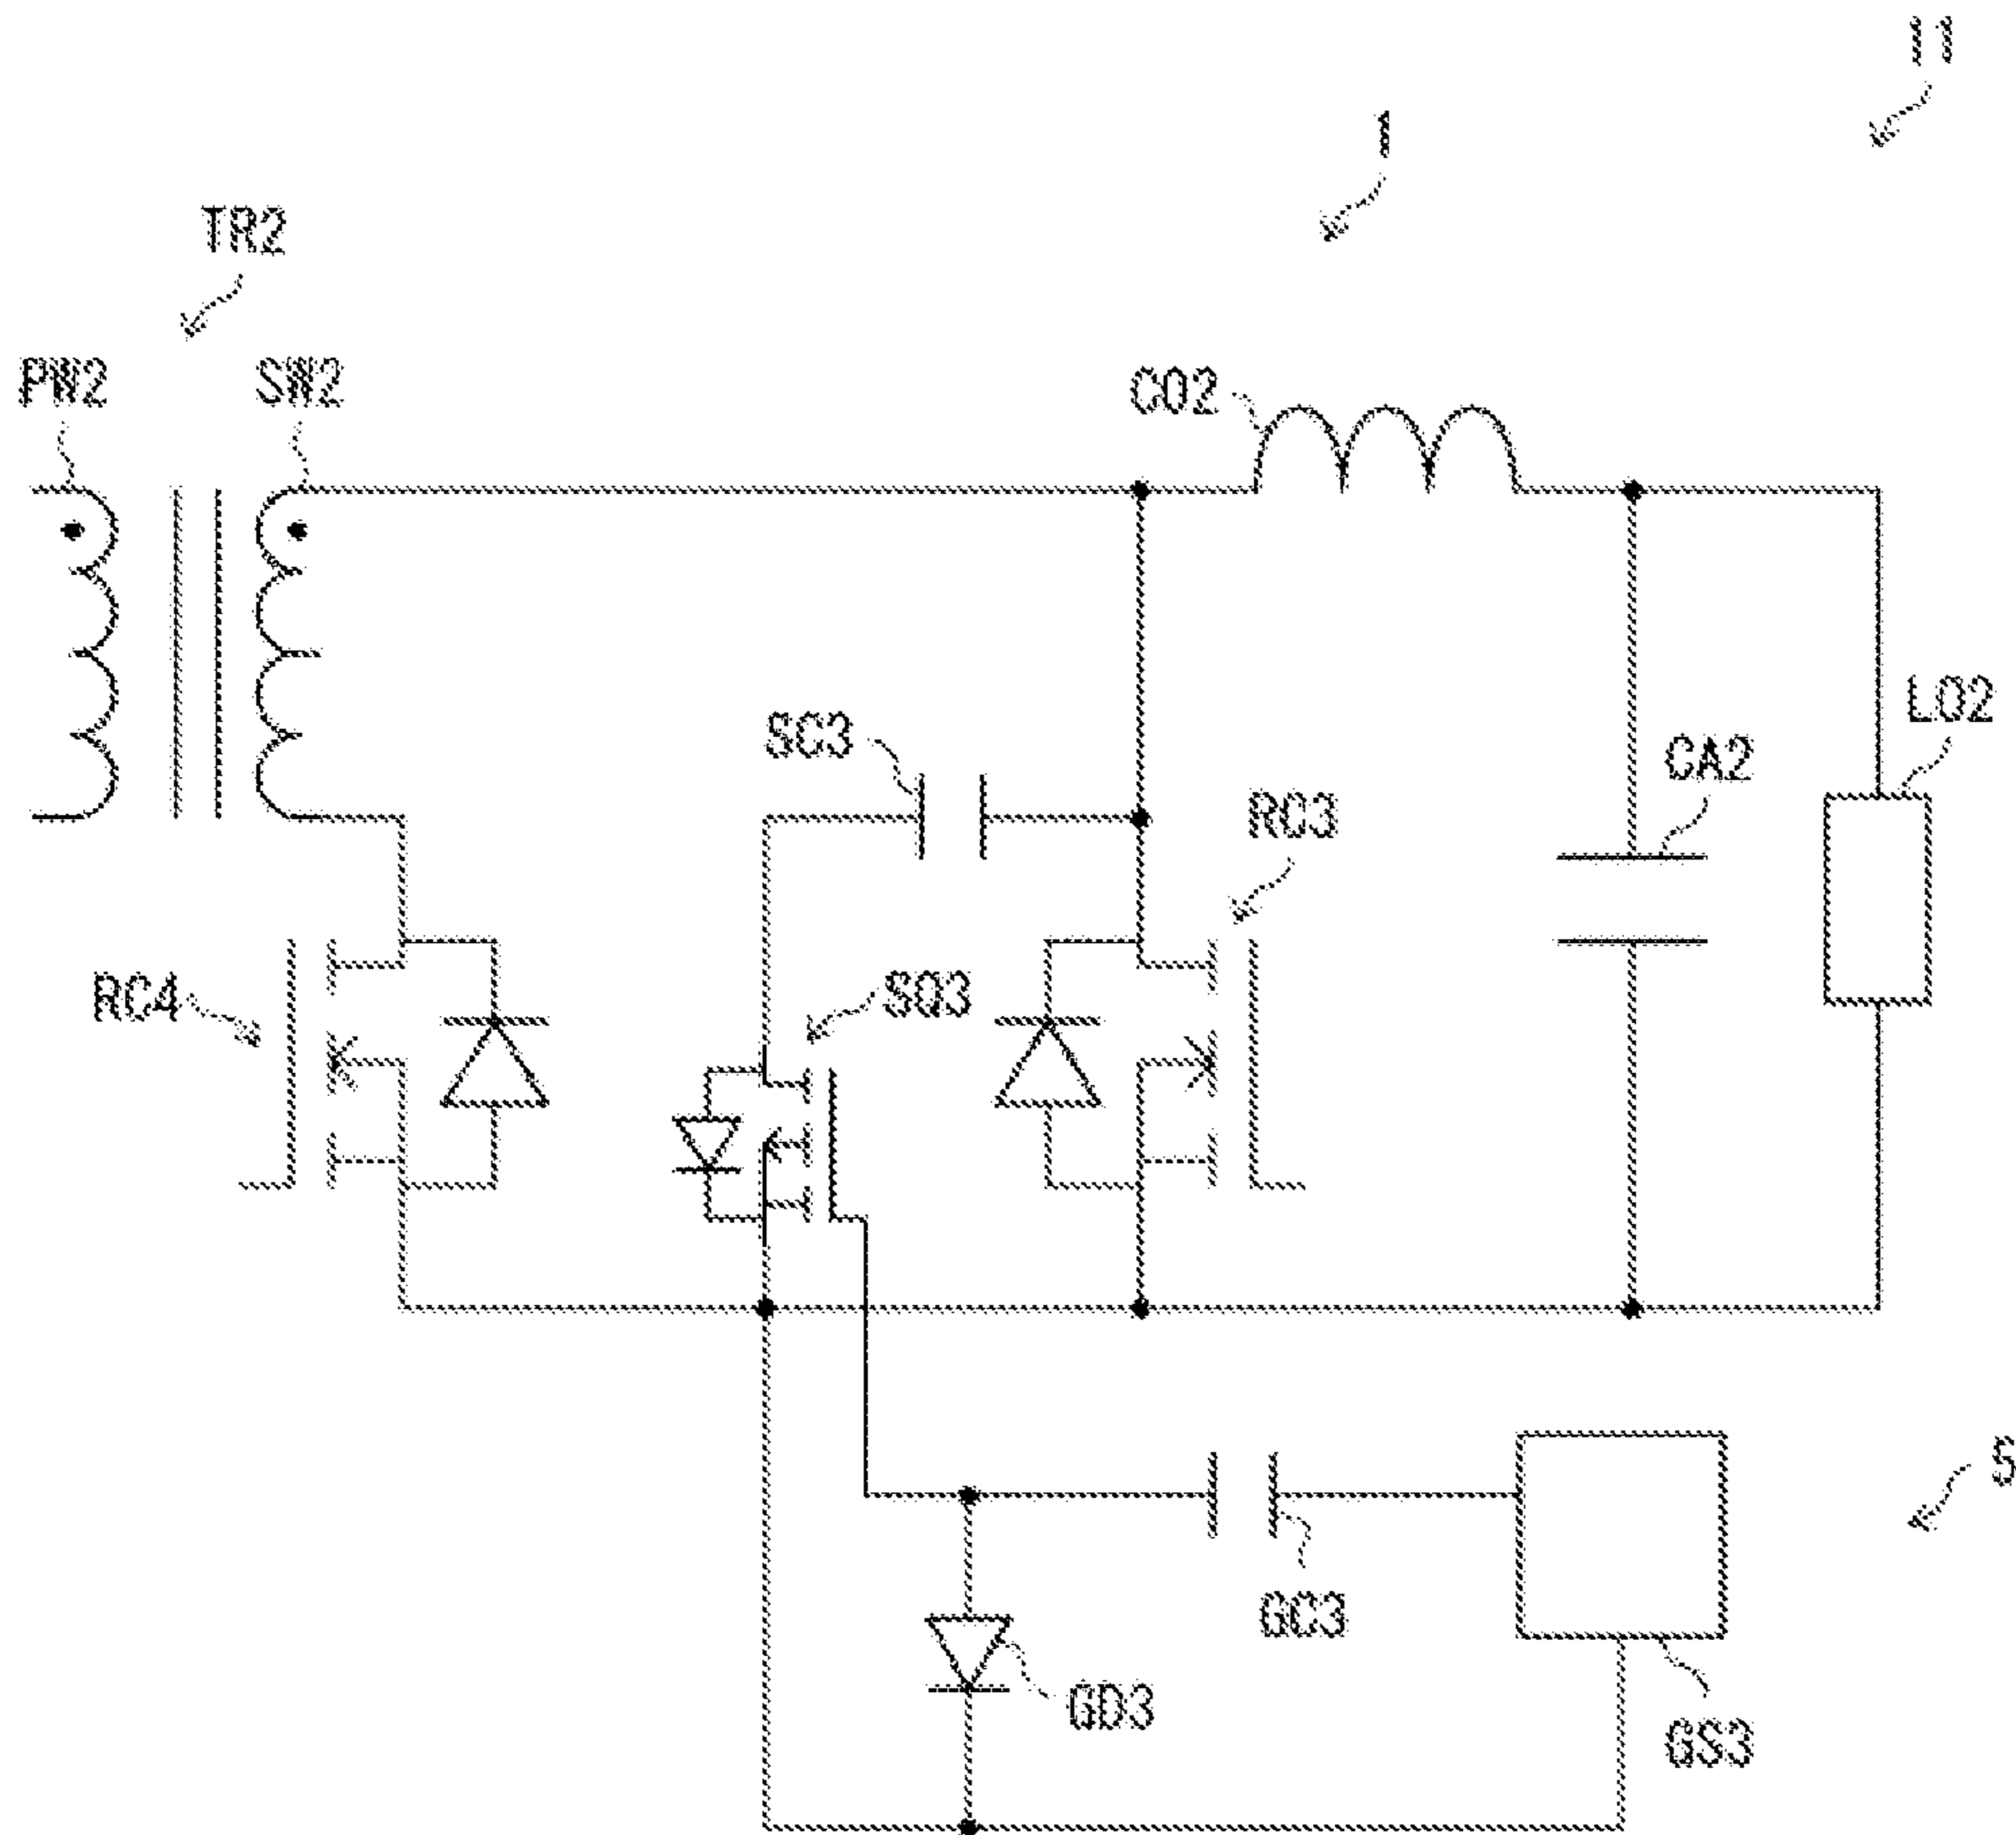 11
1
TR2
PW2
SW2
CO2
SC3
RC3
CA2
LO2
RC4
SQ3
5
GC3
GD3
GS3